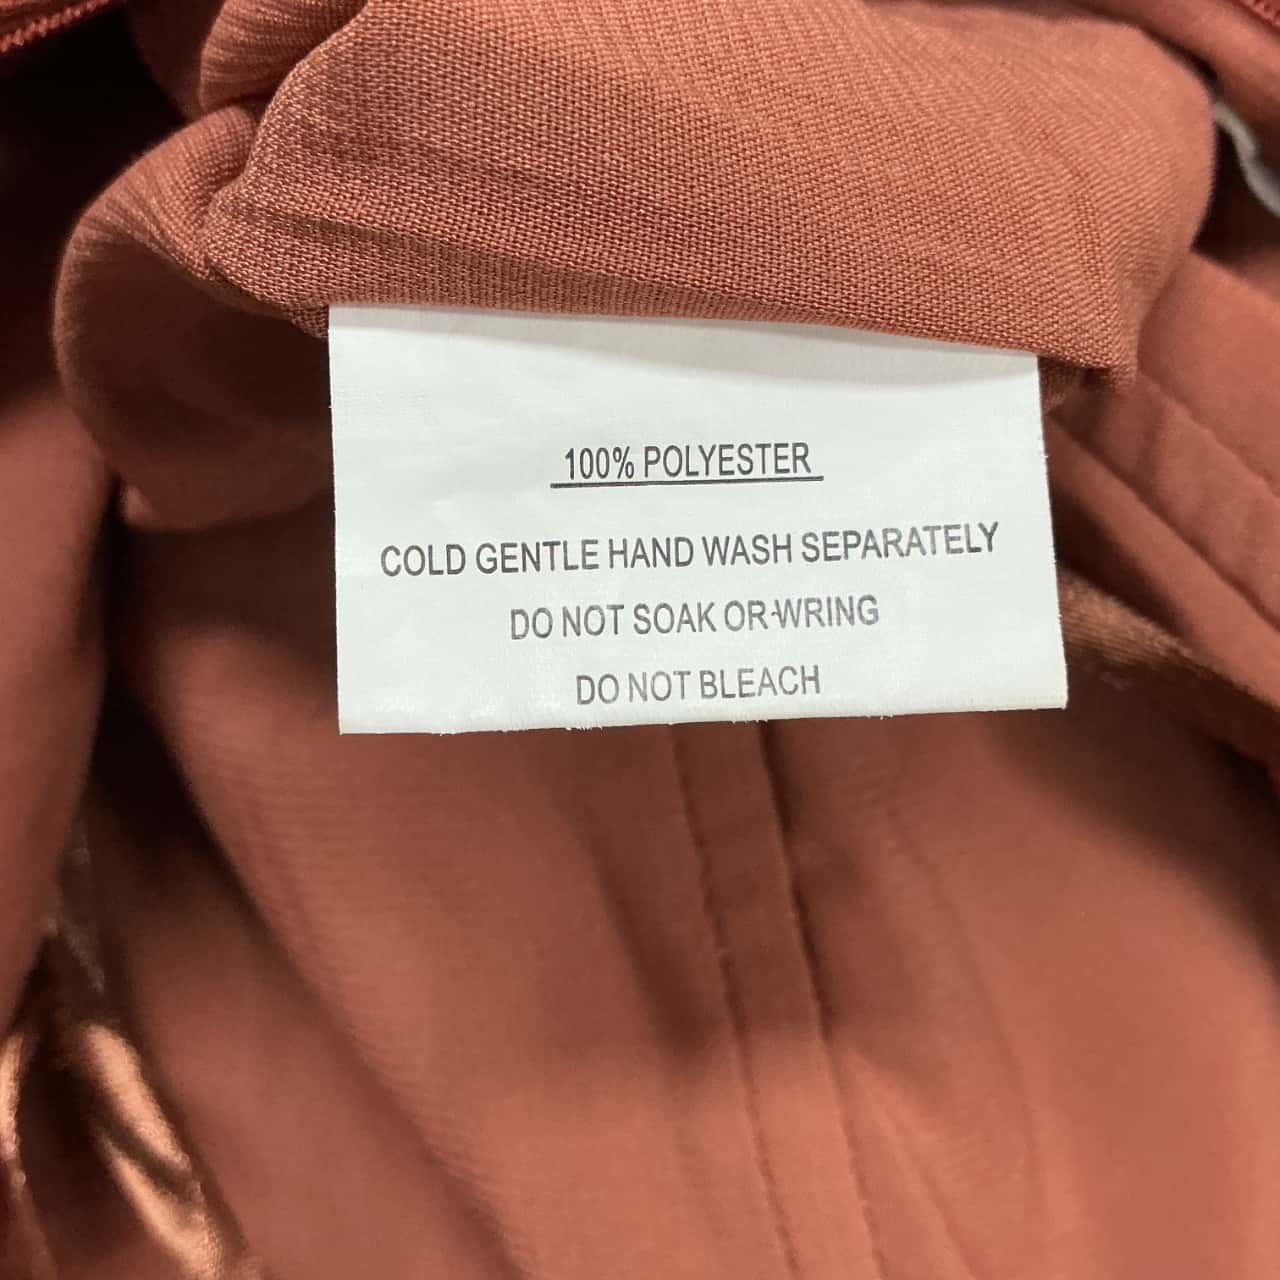 100% POLYESTER
COLD GENTLE HAND WASH SEPARATELY
DO NOT SOAK OR WRING
DO NOT BLEACH